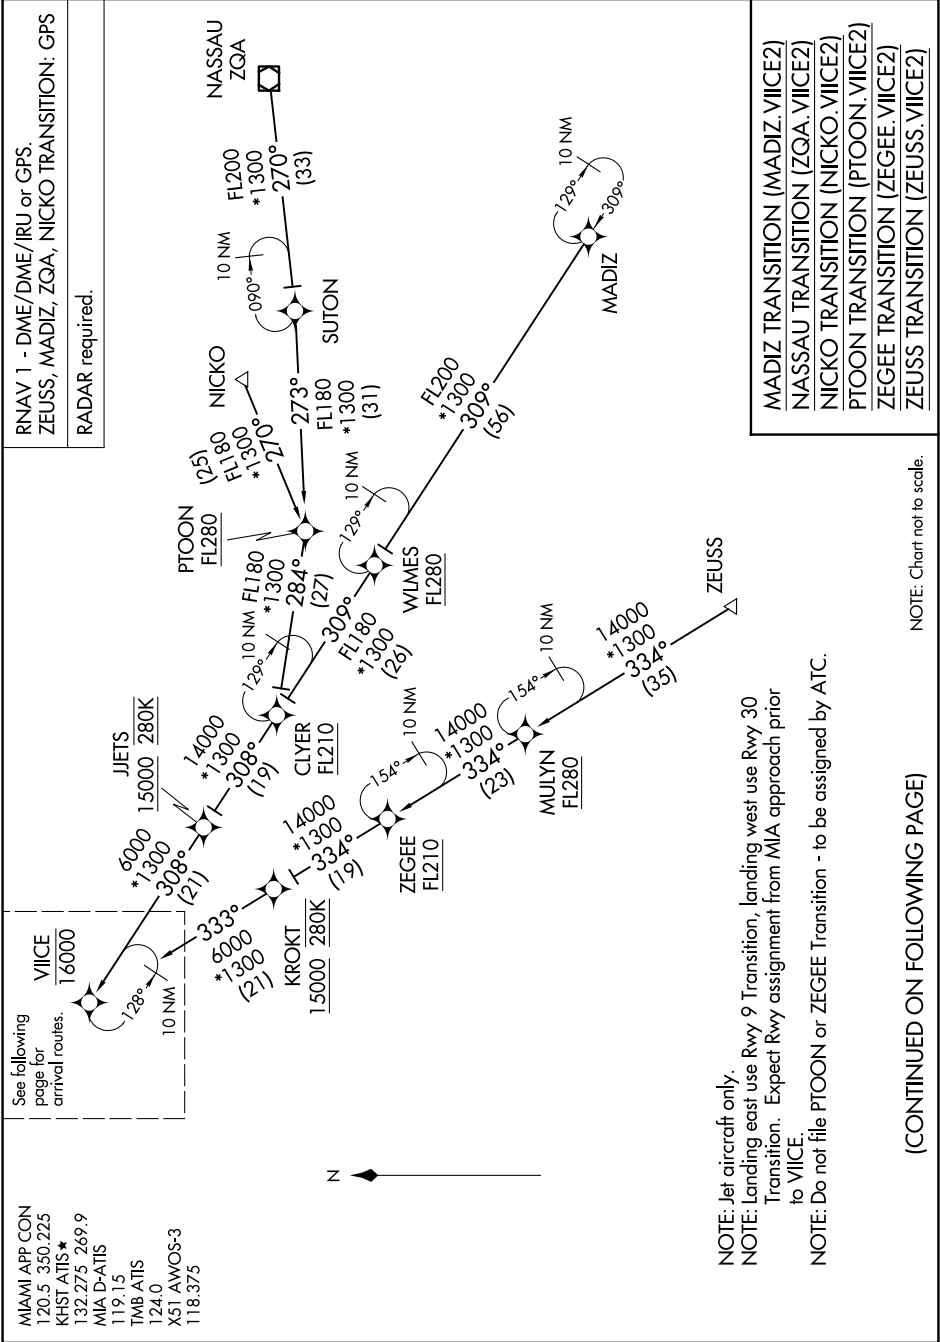 MIAMI APP CON
120.5 350.225
KHST ATIS★
132.275 269.9
MIA D-ATIS
119.15
TMB ATIS
124.0
X51 AWOS-3
118.375
RNAV 1 - DME/DME/IRU or GPS.
ZEUSS, MADIZ, ZQA, NICKO TRANSITION: GPS
RADAR required.
See following
page for
arrival routes.
VIICE
16000
128°
10 NM
6000
*1300
308°
(21)
JJETS
15000 280K
14000
*1300
308°
(19)
333°
6000
*1300
(21)
KROKT
15000 280K
14000
*1300
334°
(19)
ZEGEE
FL210
154°
10 NM
14000
*1300
334°
(23)
MULYN
FL280
154°
10 NM
14000
*1300
334°
(35)
ZEUSS
CLYER
FL210
129°
10 NM
FL180
*1300
284°
(27)
PTOON
FL280
309°
FL180
*1300
(26)
WLMES
FL280
129°
10 NM
(25)
FL180
*1300
270°
NICKO
273°
FL180
*1300
(31)
SUTON
090°
10 NM
FL200
*1300
270°
(33)
NASSAU
ZQA
FL200
*1300
309°
(56)
MADIZ
129°
309°
10 NM
N
NOTE: Jet aircraft only.
NOTE: Landing east use Rwy 9 Transition, landing west use Rwy 30
Transition. Expect Rwy assignment from MIA approach prior
to VIICE.
NOTE: Do not file PTOON or ZEGEE Transition - to be assigned by ATC.
NOTE: Chart not to scale.
(CONTINUED ON FOLLOWING PAGE)
MADIZ TRANSITION (MADIZ.VIICE2)
NASSAU TRANSITION (ZQA.VIICE2)
NICKO TRANSITION (NICKO.VIICE2)
PTOON TRANSITION (PTOON.VIICE2)
ZEGEE TRANSITION (ZEGEE.VIICE2)
ZEUSS TRANSITION (ZEUSS.VIICE2)